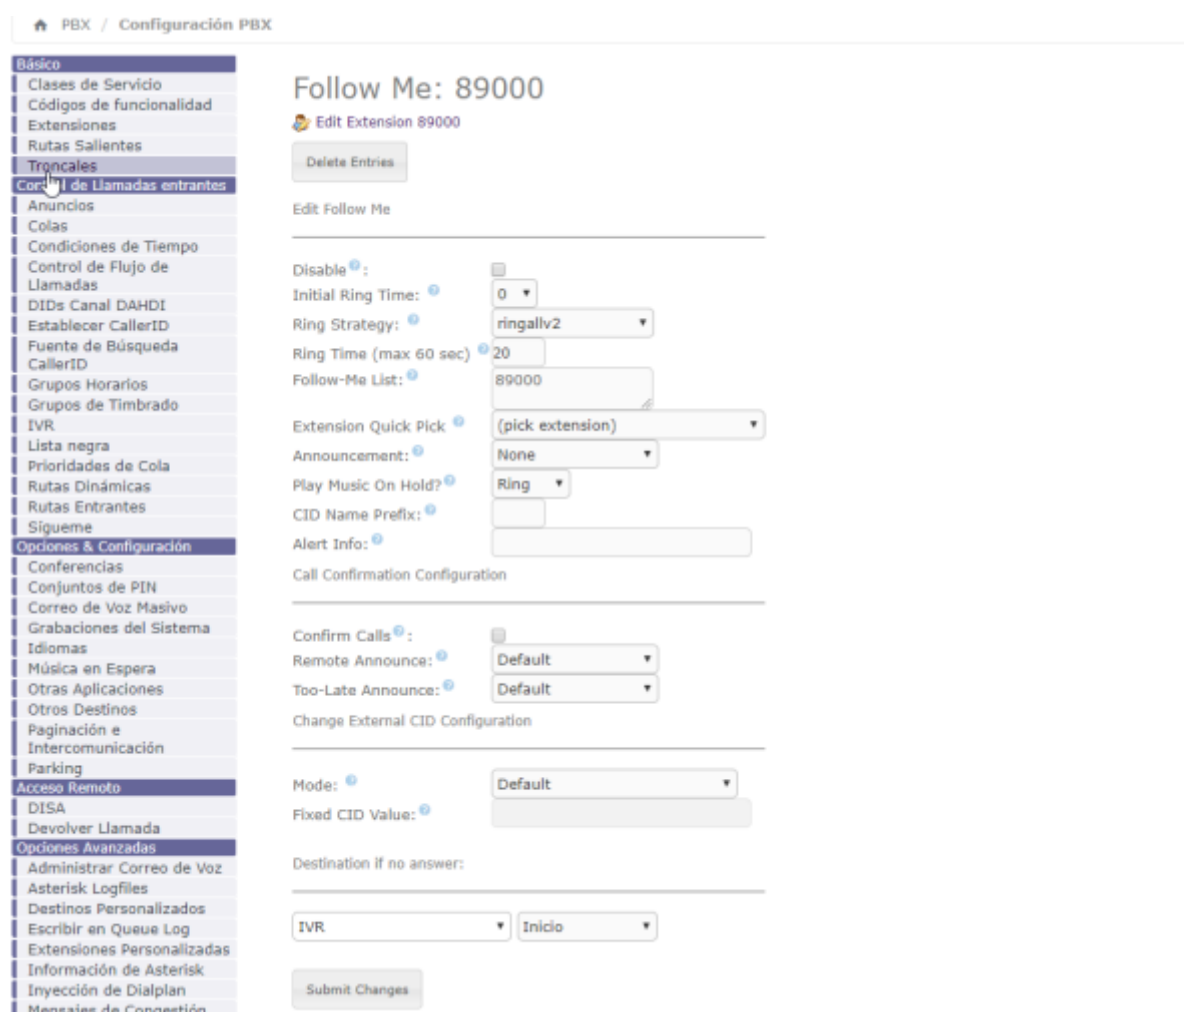 PBX / Configuración PBX
Básico
Clases de Servicio
Códigos de funcionalidad
Extensiones
Rutas Salientes
Troncales
de Llamadas entrantes
Anuncios
Colas
Condiciones de Tiempo
Control de Flujo de
Llamadas
DIDs Canal DAHDI
Establecer CallerID
Fuente de Búsqueda
CallerID
Grupos Horarios
Grupos de Timbrado
IVR
Lista negra
Prioridades de Cola
Rutas Dinámicas
Rutas Entrantes
Sígueme
Opciones & Configuración
Conferencias
Conjuntos de PIN
Correo de Voz Masivo
Grabaciones del Sistema
Idiomas
Música en Espera
Otras Aplicaciones
Otros Destinos
Paginación e
Intercomunicación
Parking
Acceso Remoto
DISA
Devolver Llamada
Opciones Avanzadas
Administrar Correo de Voz
Asterisk Logfiles
Destinos Personalizados
Escribir en Queue Log
Extensiones Personalizadas
Información de Asterisk
Inyección de Dialplan
Mensajes de Congestión
Follow Me: 89000
Edit Extension 89000
Delete Entries
Edit Follow Me
Disable :
Initial Ring Time: 0
Ring Strategy: ringallv2
Ring Time (max 60 sec) 20
Follow-Me List: 89000
Extension Quick Pick (pick extension)
Announcement: None
Play Music On Hold? Ring
CID Name Prefix:
Alert Info:
Call Confirmation Configuration
Confirm Calls :
Remote Announce: Default
Too-Late Announce: Default
Change External CID Configuration
Mode: Default
Fixed CID Value:
Destination if no answer:
IVR Inicio
Submit Changes